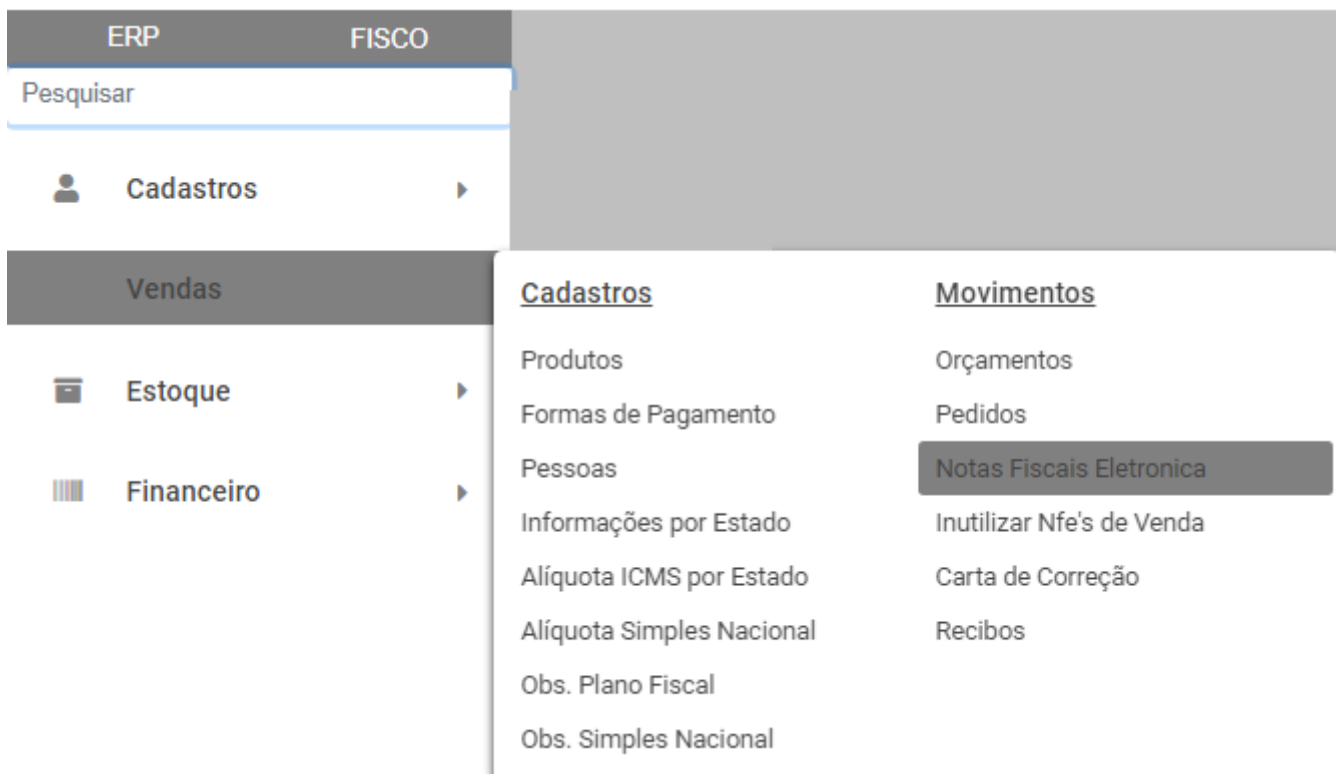 ERP FISCO
Pesquisar
Cadastros
Vendas
Estoque
Financeiro
Cadastros
Produtos
Formas de Pagamento
Pessoas
Informações por Estado
Alíquota ICMS por Estado
Alíquota Simples Nacional
Obs. Plano Fiscal
Obs. Simples Nacional
Movimentos
Orçamentos
Pedidos
Notas Fiscais Eletronica
Inutilizar Nfe's de Venda
Carta de Correção
Recibos